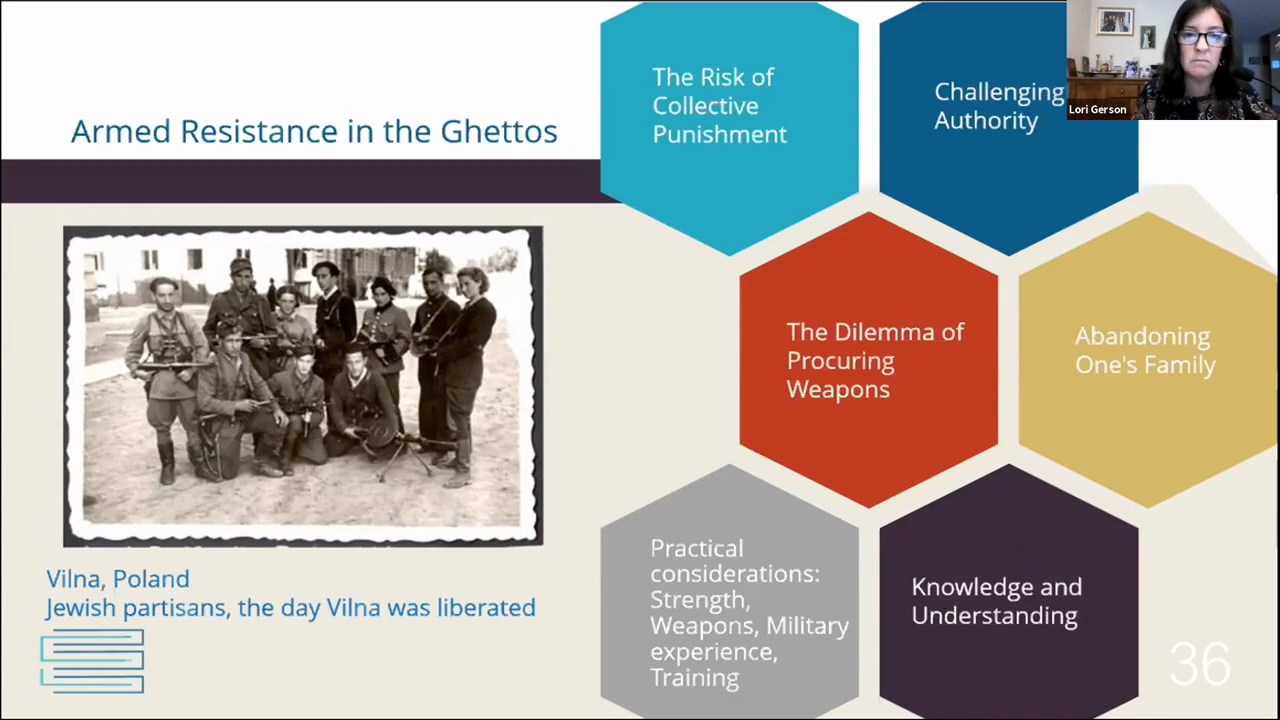 Armed Resistance in the Ghettos
The Risk of
Collective
Punishment
Challenging
Authority
Lori Gerson
The Dilemma of
Procuring
Weapons
Abandoning
One's Family
Vilna, Poland
Jewish partisans, the day Vilna was liberated
Practical
considerations:
Strength,
Weapons, Military
experience,
Training
Knowledge and
Understanding
36